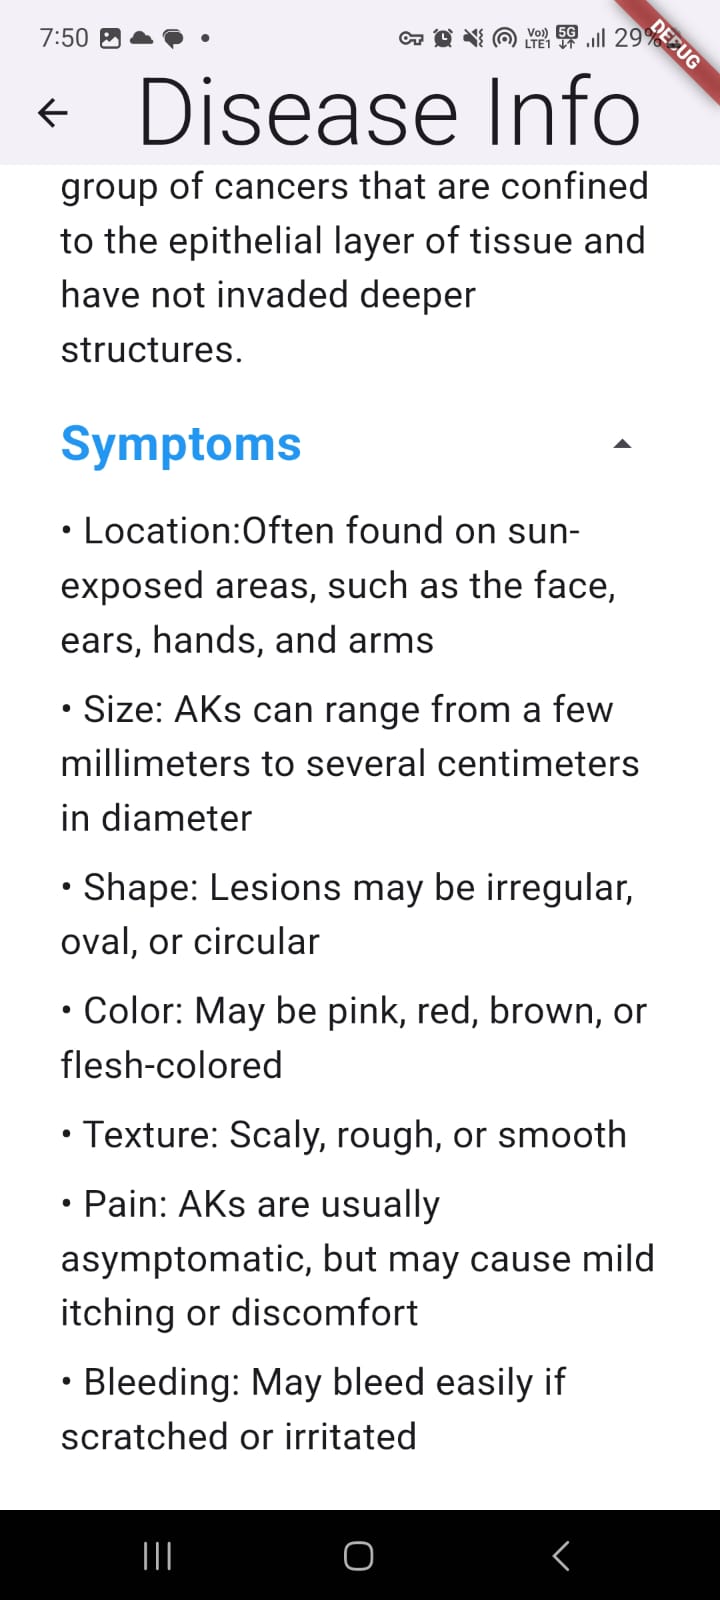 7:50
Vo)) 5G
LTE1 29%
DEBUG
Disease Info
group of cancers that are confined
to the epithelial layer of tissue and
have not invaded deeper
structures.
Symptoms
• Location:Often found on sun-
exposed areas, such as the face,
ears, hands, and arms
• Size: AKs can range from a few
millimeters to several centimeters
in diameter
• Shape: Lesions may be irregular,
oval, or circular
• Color: May be pink, red, brown, or
flesh-colored
• Texture: Scaly, rough, or smooth
• Pain: AKs are usually
asymptomatic, but may cause mild
itching or discomfort
• Bleeding: May bleed easily if
scratched or irritated